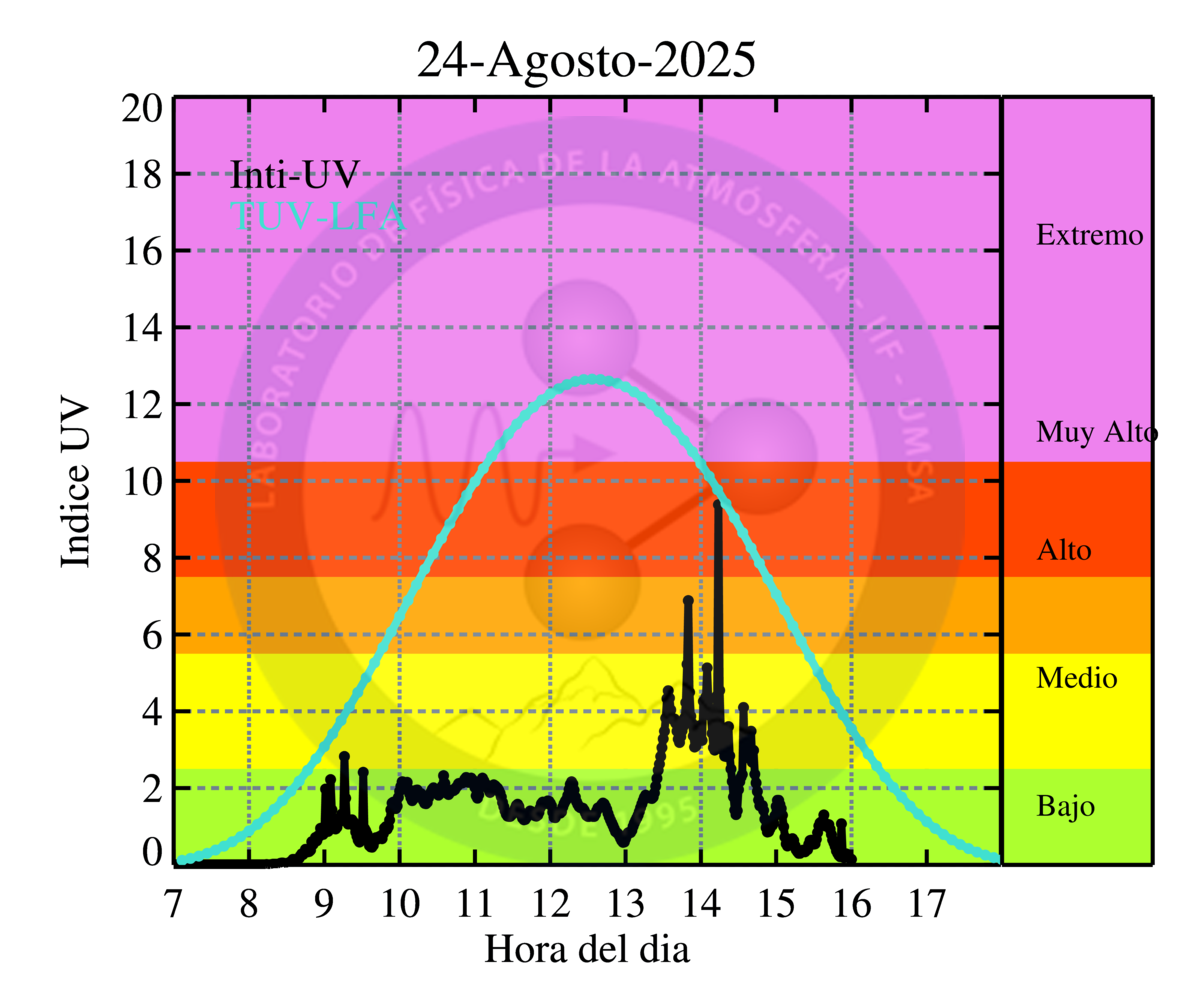 24-Agosto-2025
20
18
16
14
12
10
8
6
4
2
0
Indice UV
Inti-UV
TUV-LFA
LABORATORIO DE FÍSICA DE LA ATMÓSFERA - IIF - UMSA
DESDE 1995
Extremo
Muy Alto
Alto
Medio
Bajo
7 8 9 10 11 12 13 14 15 16 17
Hora del dia